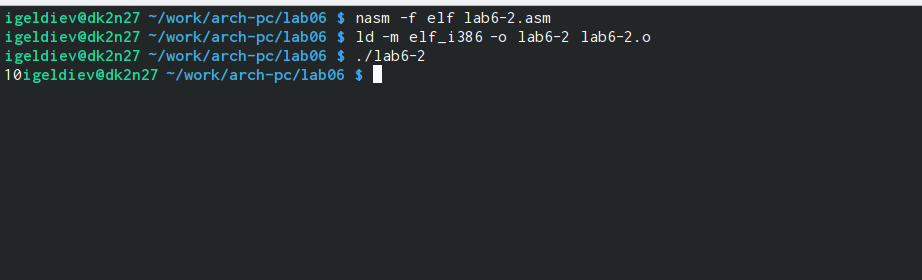 igeldiev@dk2n27 ~/work/arch-pc/lab06 $ nasm -f elf lab6-2.asm
igeldiev@dk2n27 ~/work/arch-pc/lab06 $ ld -m elf_i386 -o lab6-2 lab6-2.o
igeldiev@dk2n27 ~/work/arch-pc/lab06 $ ./lab6-2
10igeldiev@dk2n27 ~/work/arch-pc/lab06 $